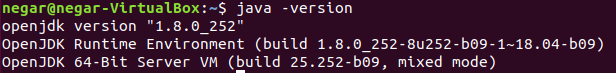 negar@negar-VirtualBox:~$ java -version
openjdk version "1.8.0_252"
OpenJDK Runtime Environment (build 1.8.0_252-8u252-b09-1~18.04-b09)
OpenJDK 64-Bit Server VM (build 25.252-b09, mixed mode)